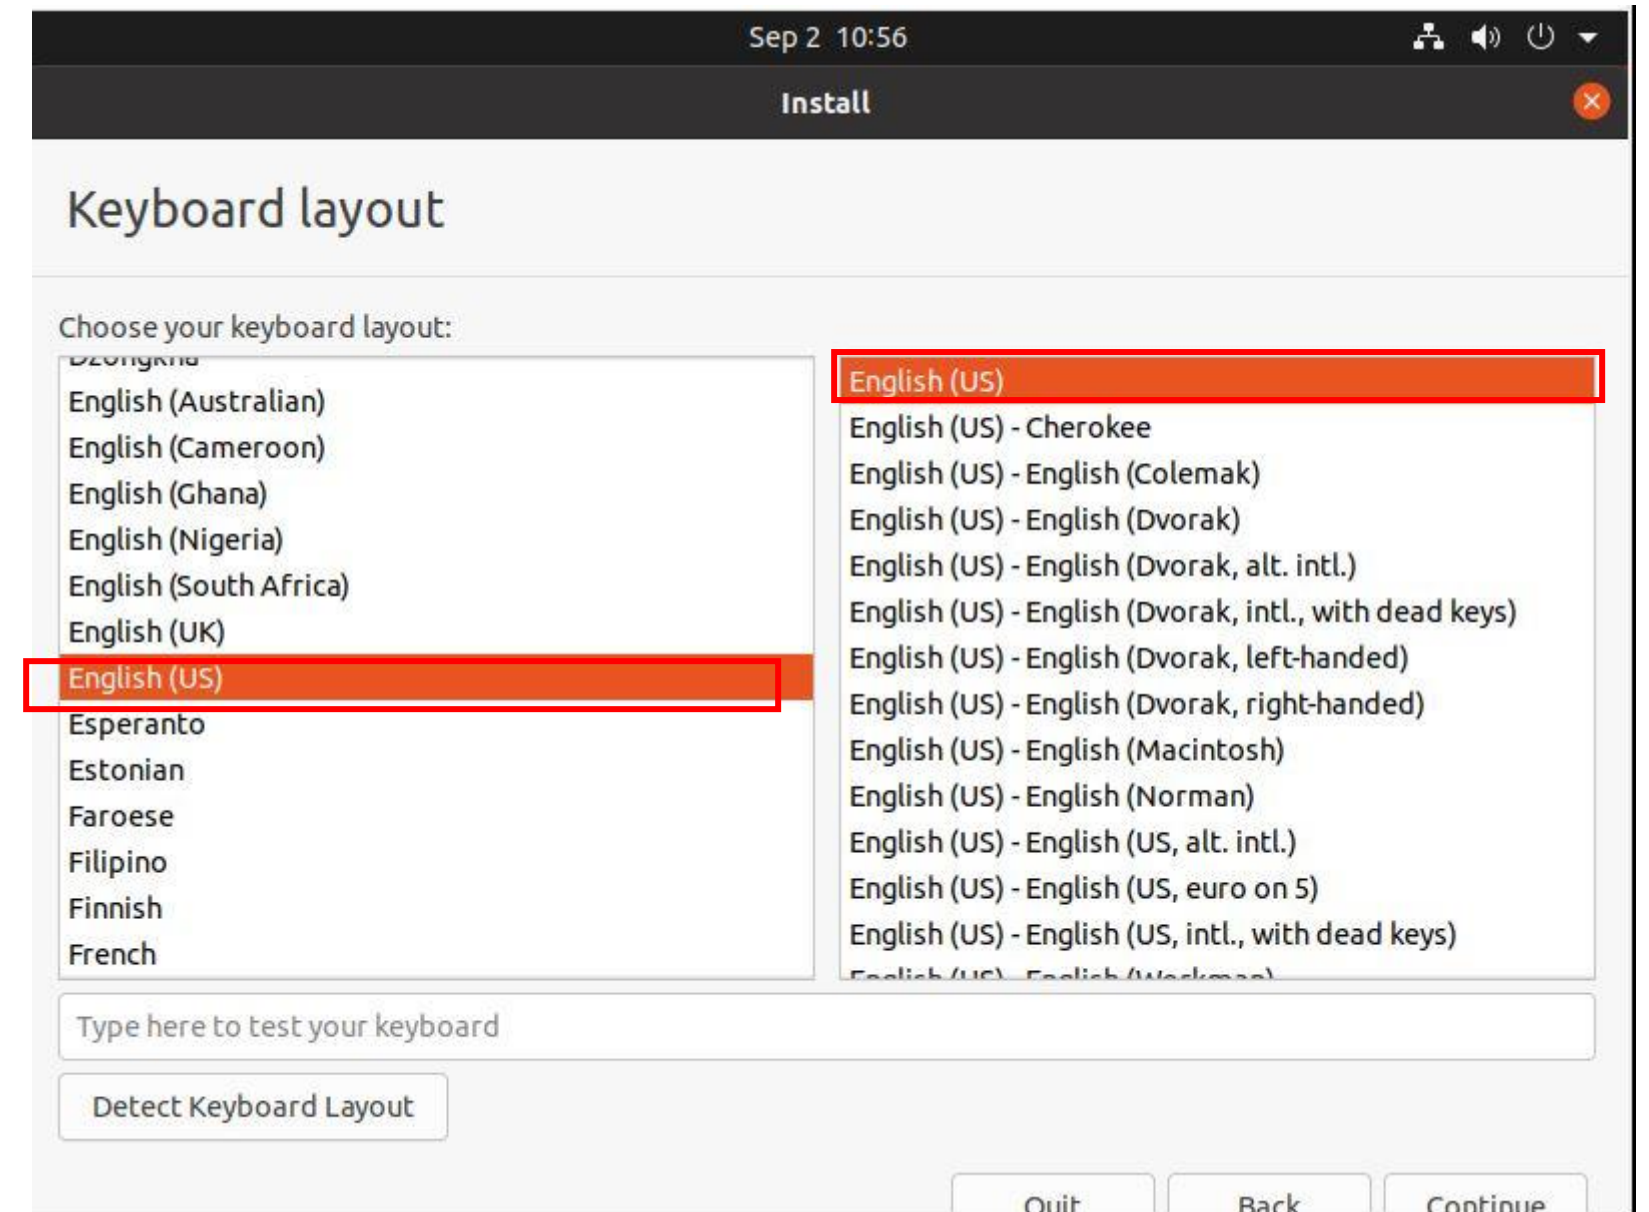 Sep 2 10:56
Install
Keyboard layout
Choose your keyboard layout:
Dzongkha
English (Australian)
English (Cameroon)
English (Ghana)
English (Nigeria)
English (South Africa)
English (UK)
English (US)
Esperanto
Estonian
Faroese
Filipino
Finnish
French
English (US)
English (US) - Cherokee
English (US) - English (Colemak)
English (US) - English (Dvorak)
English (US) - English (Dvorak, alt. intl.)
English (US) - English (Dvorak, intl., with dead keys)
English (US) - English (Dvorak, left-handed)
English (US) - English (Dvorak, right-handed)
English (US) - English (Macintosh)
English (US) - English (Norman)
English (US) - English (US, alt. intl.)
English (US) - English (US, euro on 5)
English (US) - English (US, intl., with dead keys)
English (US) - English (Workman)
Type here to test your keyboard
Detect Keyboard Layout
Quit Back Continue